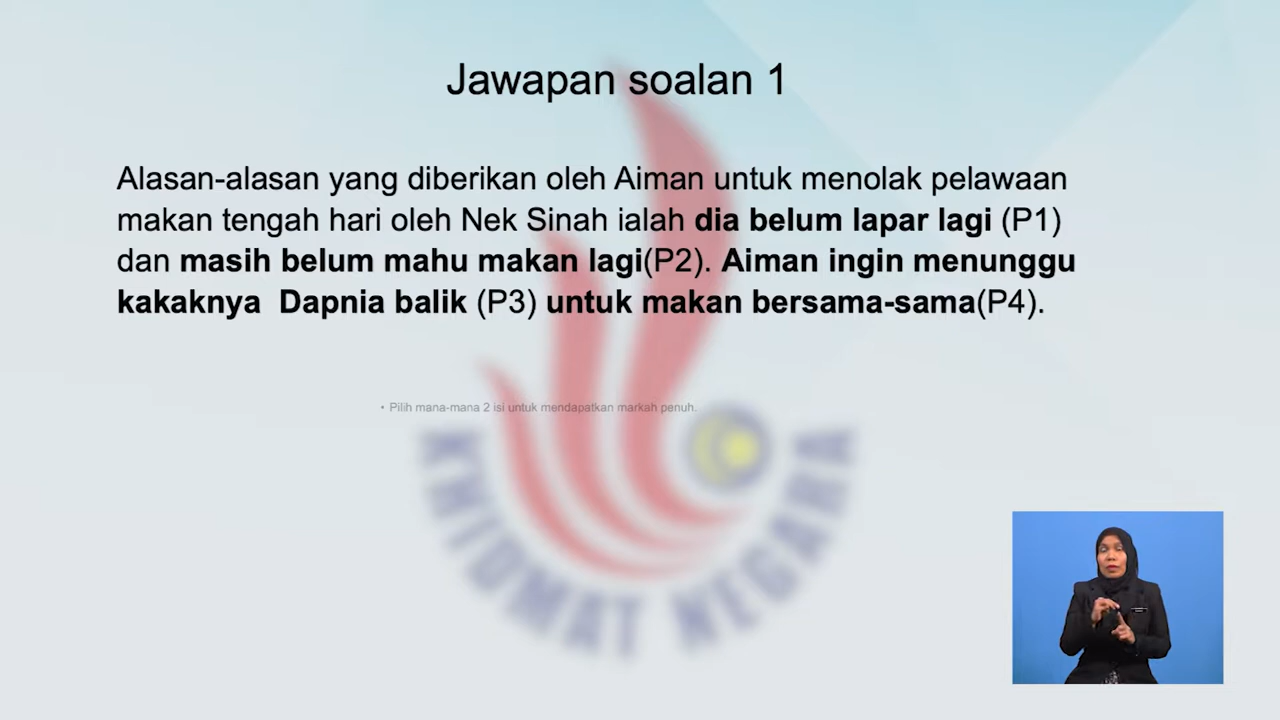 Jawapan soalan 1
Alasan-alasan yang diberikan oleh Aiman untuk menolak pelawaan
makan tengah hari oleh Nek Sinah ialah dia belum lapar lagi (P1)
dan masih belum mahu makan lagi(P2). Aiman ingin menunggu
kakaknya  Dapnia balik (P3) untuk makan bersama-sama(P4).
• Pilih mana-mana 2 isi untuk mendapatkan markah penuh.
KHIDMAT NEGARA